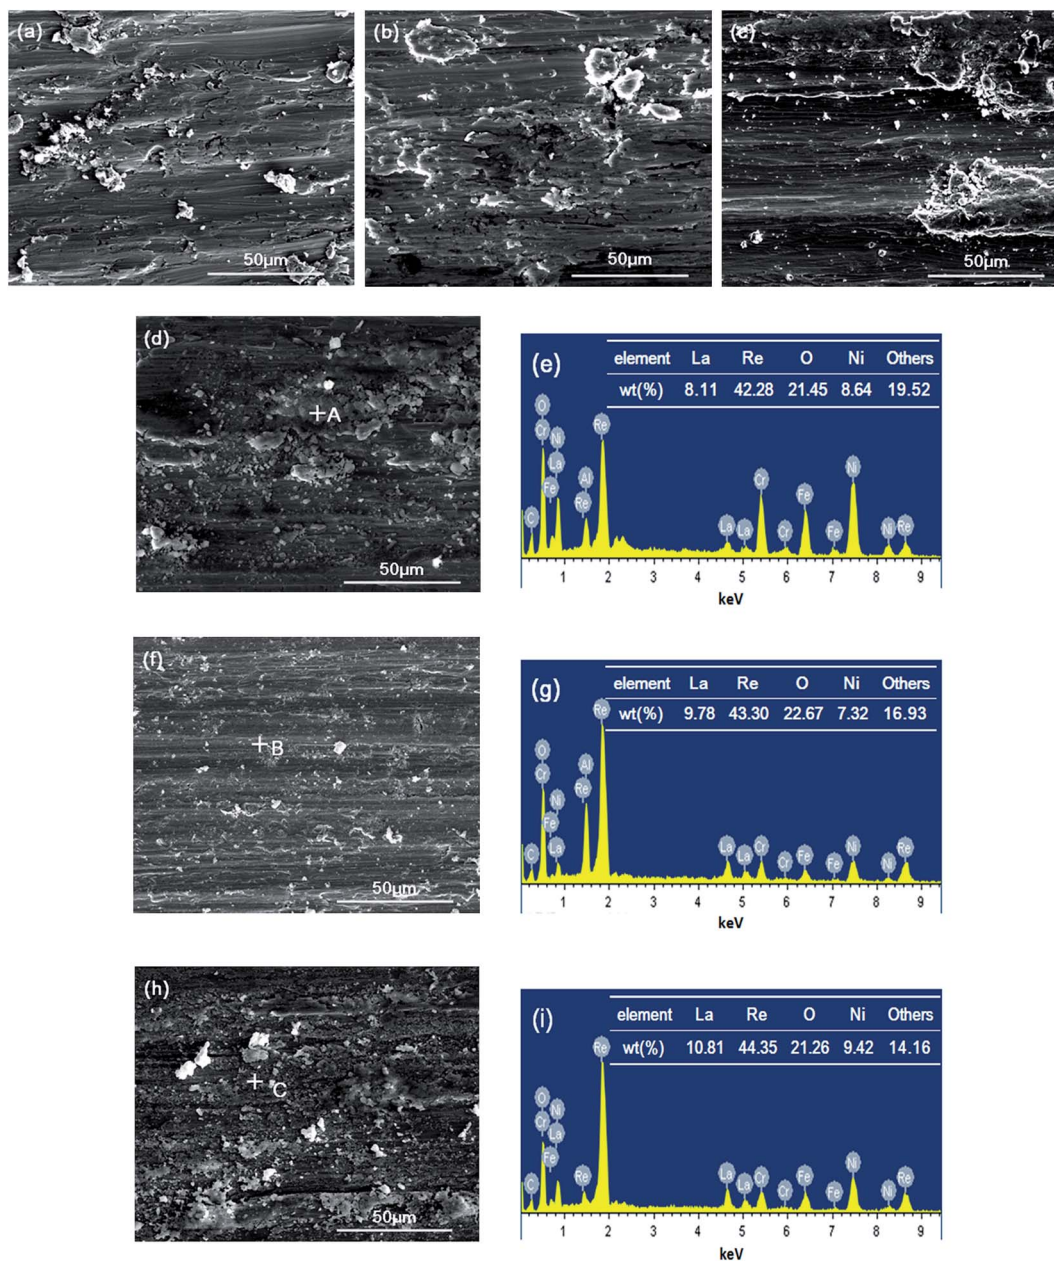 (a) (b) (c)
50μm 50μm 50μm
(d)
A
50μm
(e)
element La Re O Ni Others
wt(%) 8.11 42.28 21.45 8.64 19.52
O
Cr Ni Re
La Al Cr Ni
Fe Re Fe
C La La Cr Fe Ni Re
1 2 3 4 5 6 7 8 9
keV
(f)
B
50μm
(g)
element La Re O Ni Others
wt(%) 9.78 43.30 22.67 7.32 16.93
Re
O Al
Cr Re
Ni
Fe
La La Cr Fe Ni Re
C La Cr Fe Ni
1 2 3 4 5 6 7 8 9
keV
(h)
C
50μm
(i)
element La Re O Ni Others
wt(%) 10.81 44.35 21.26 9.42 14.16
Re
O Ni
Cr La
Fe Ni
C Re La La Cr Cr Fe Fe Ni Re
1 2 3 4 5 6 7 8 9
keV